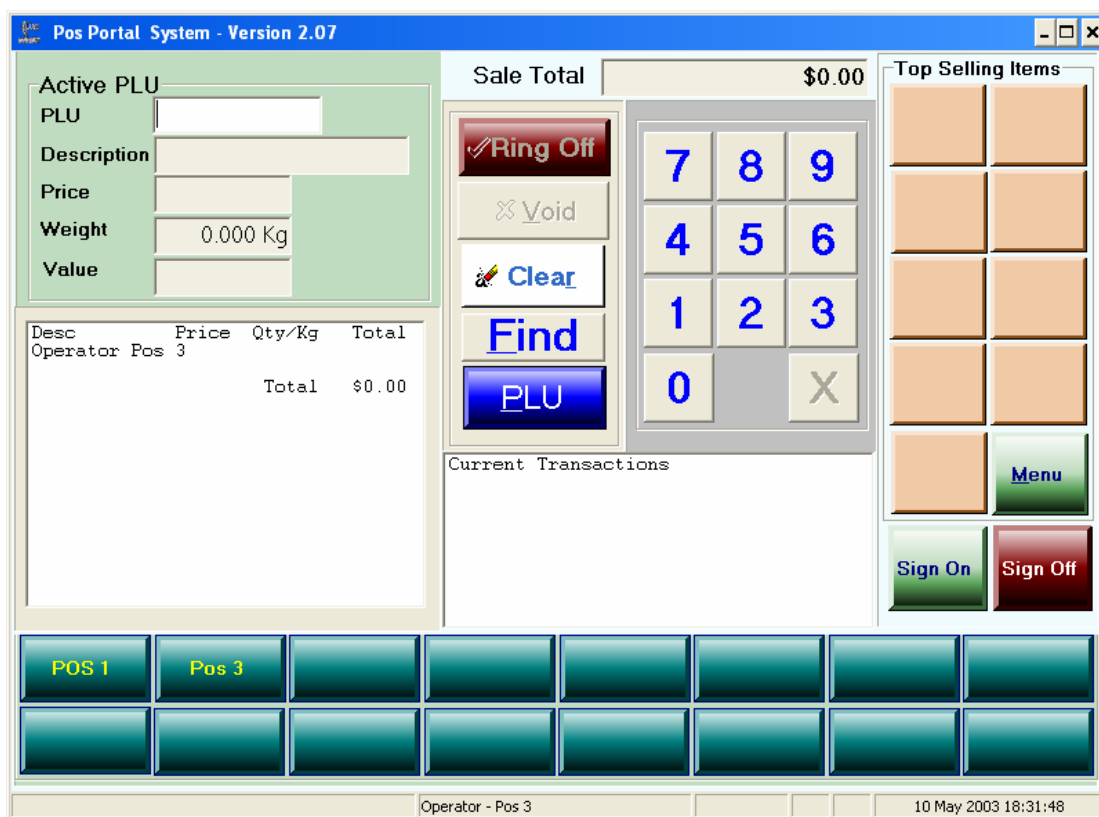 Pos Portal System - Version 2.07
Active PLU
PLU
Description
Price
Weight 0.000 Kg
Value
Sale Total $0.00
Ring Off
Void
Clear
Find
PLU
7 8 9
4 5 6
1 2 3
0 X
Top Selling Items
Menu
Sign On Sign Off
Desc Price Qty/Kg Total
Operator Pos 3
Total $0.00
Current Transactions
POS 1 Pos 3
Operator - Pos 3 10 May 2003 18:31:48